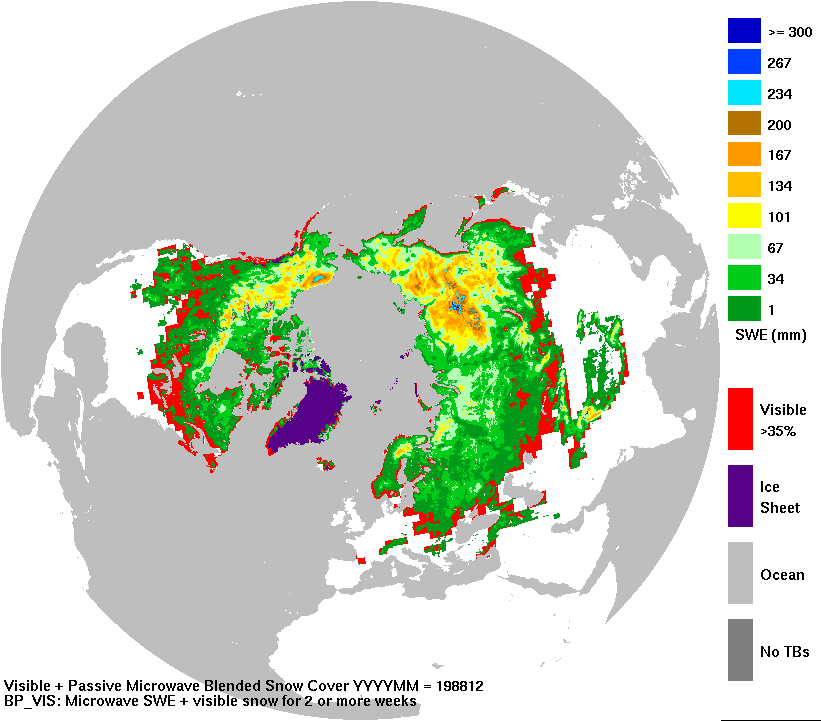 >= 300
267
234
200
167
134
101
67
34
1
SWE (mm)
Visible
>35%
Ice
Sheet
Ocean
No TBs
Visible + Passive Microwave Blended Snow Cover YYYYMM = 198812
BP_VIS: Microwave SWE + visible snow for 2 or more weeks